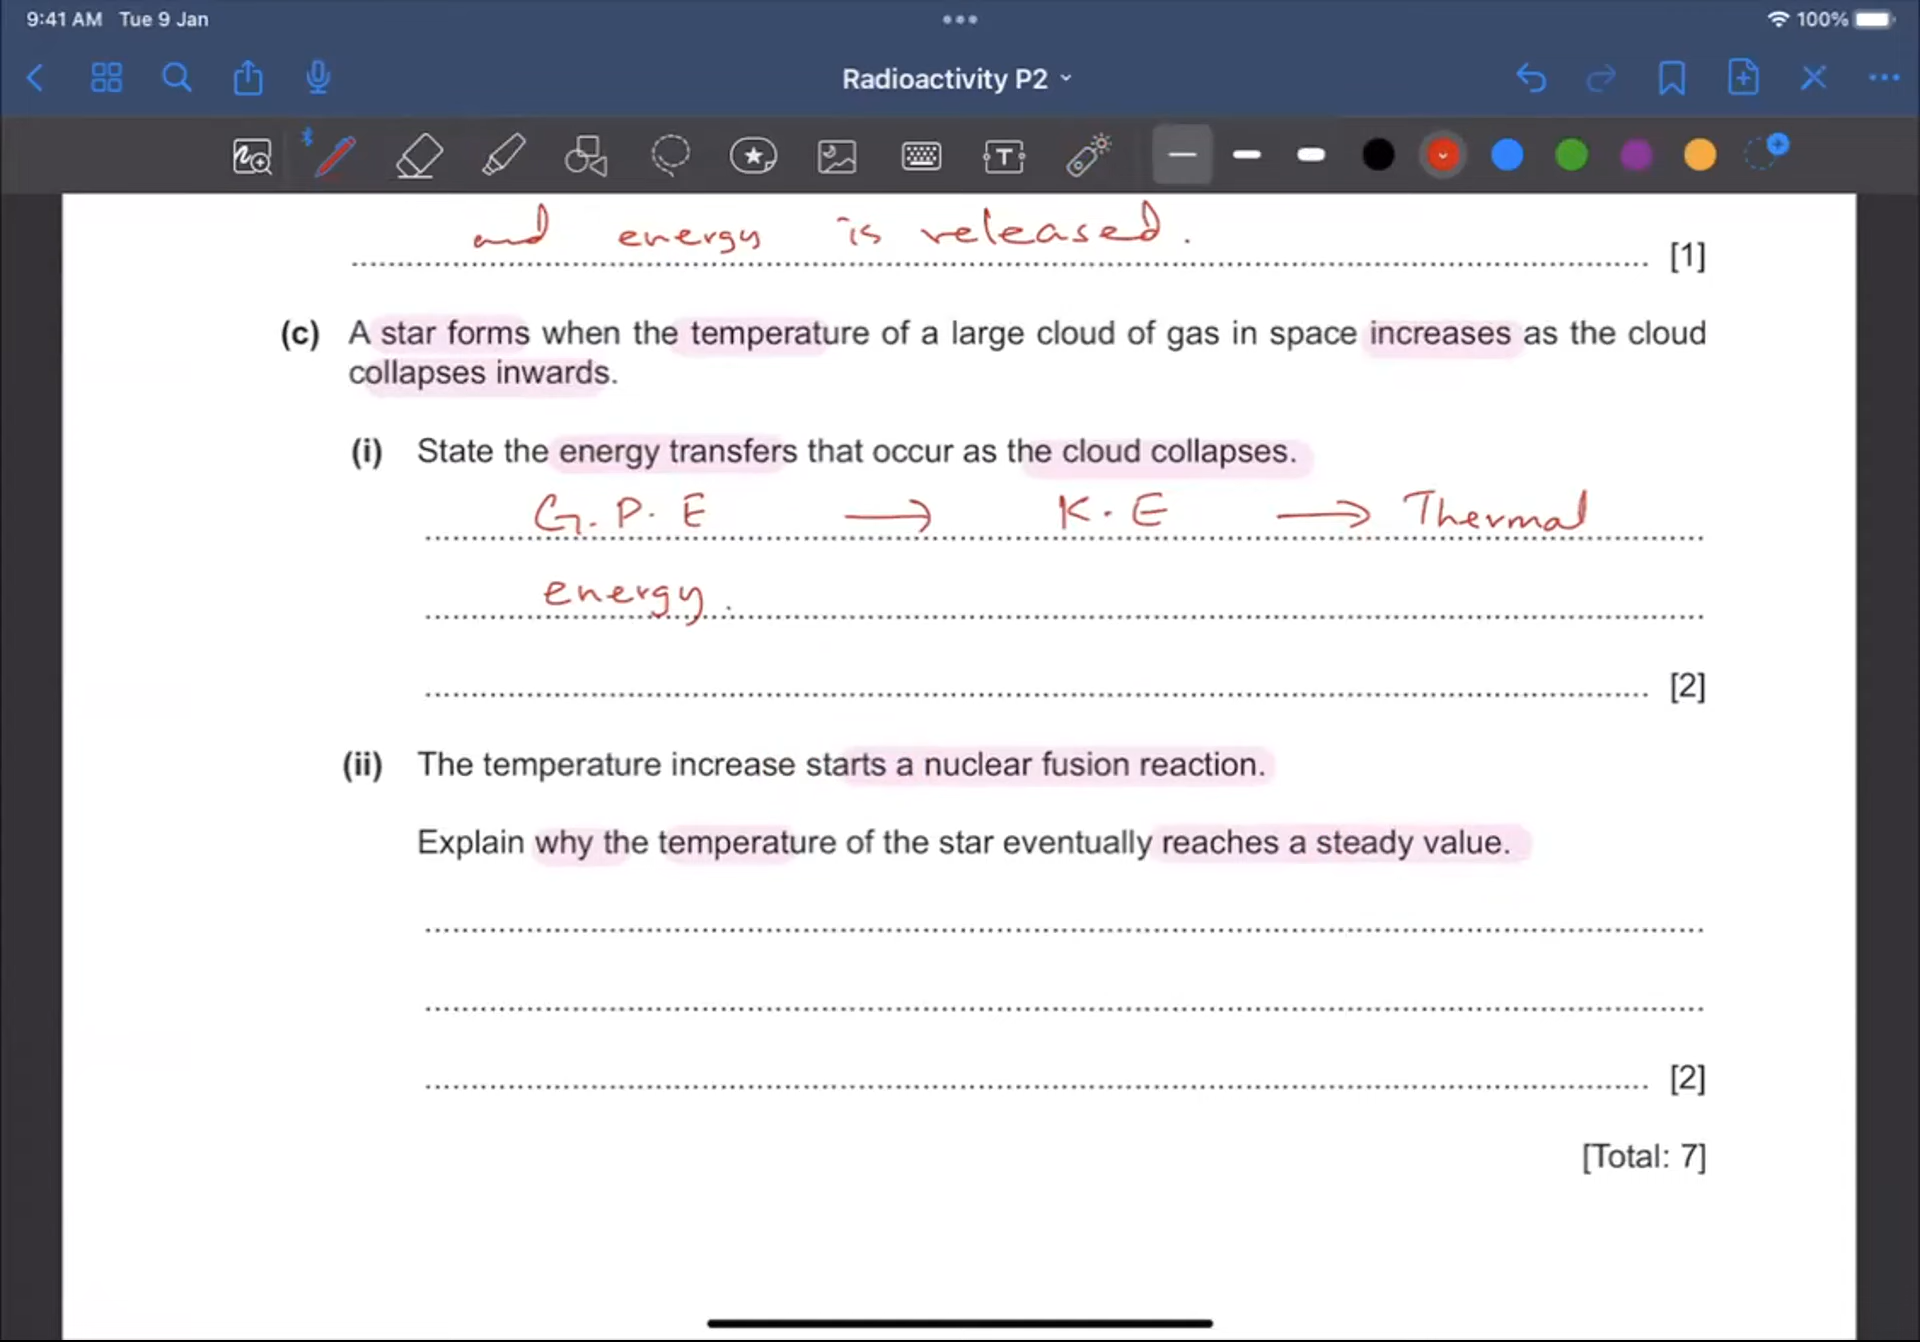 9:41 AM Tue 9 Jan
100%
Radioactivity P2
and energy is released.
[1]
(c) A star forms when the temperature of a large cloud of gas in space increases as the cloud
collapses inwards.
(i) State the energy transfers that occur as the cloud collapses.
G.P.E → K.E → Thermal
energy.
[2]
(ii) The temperature increase starts a nuclear fusion reaction.
Explain why the temperature of the star eventually reaches a steady value.
[2]
[Total: 7]